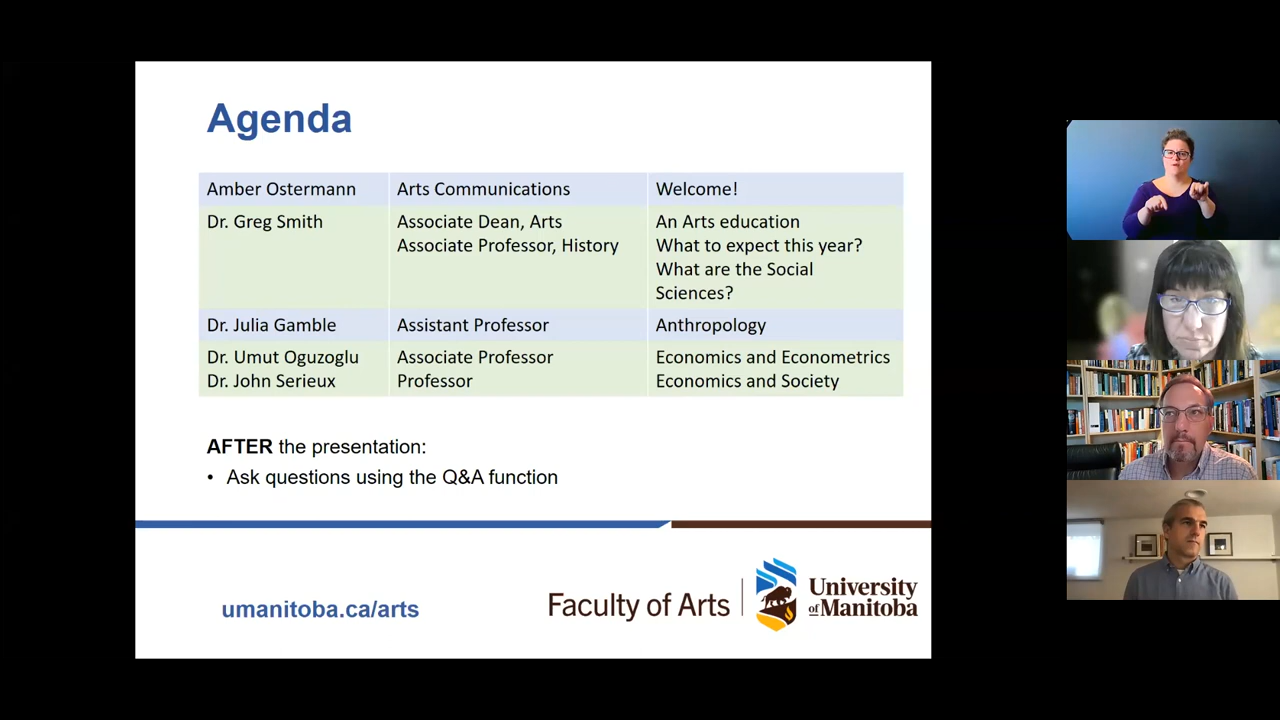 Agenda
Amber Ostermann Arts Communications Welcome!
Dr. Greg Smith Associate Dean, Arts An Arts education
Associate Professor, History What to expect this year?
What are the Social
Sciences?
Dr. Julia Gamble Assistant Professor Anthropology
Dr. Umut Oguzoglu Associate Professor Economics and Econometrics
Dr. John Serieux Professor Economics and Society
AFTER the presentation:
• Ask questions using the Q&A function
umanitoba.ca/arts
Faculty of Arts
University
of Manitoba